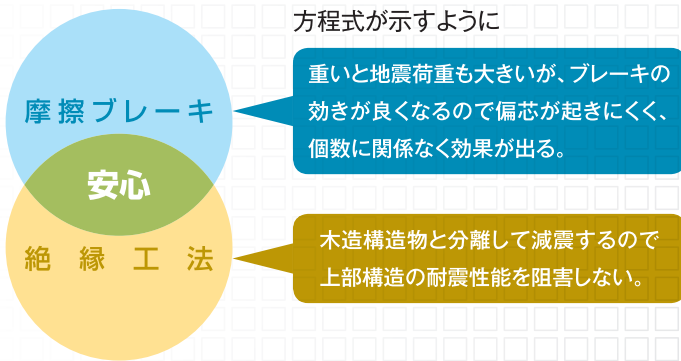 方程式が示すように
重いと地震荷重も大きいが、ブレーキの
効きが良くなるので偏芯が起きにくく、
個数に関係なく効果が出る。
摩擦ブレーキ
安心
絶縁工法
木造構造物と分離して減震するので
上部構造の耐震性能を阻害しない。